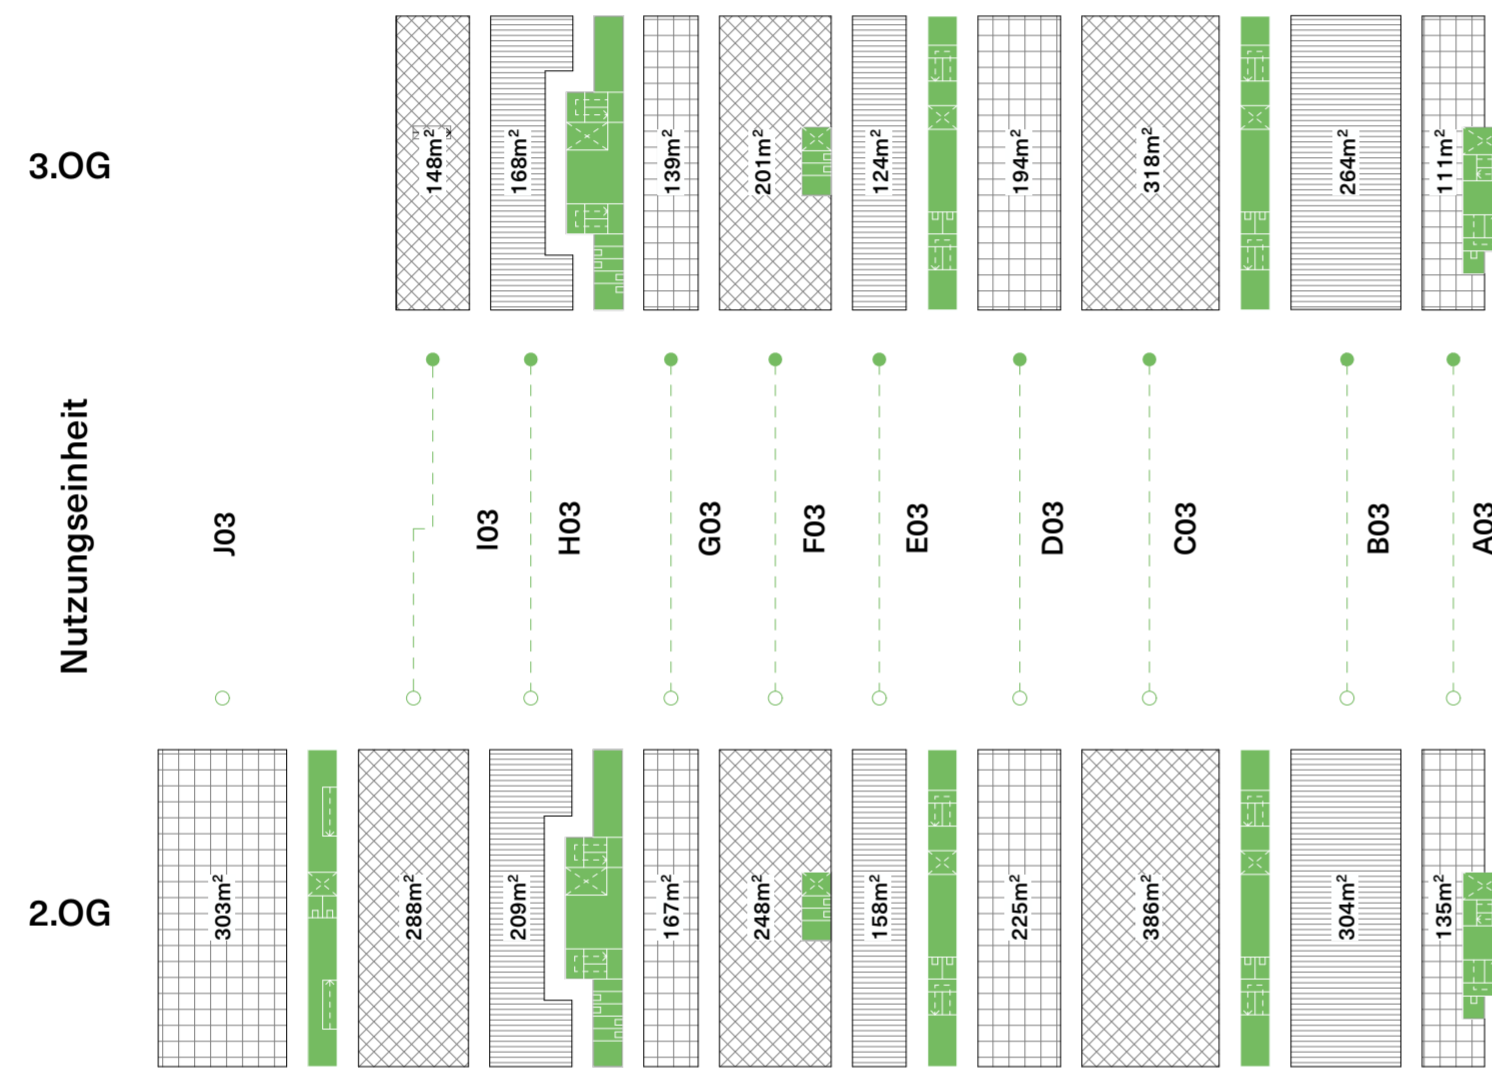 3.OG
148m²
168m²
139m²
201m²
124m²
194m²
318m²
264m²
111m²
Nutzungseinheit
J03
I03
H03
G03
F03
E03
D03
C03
B03
A03
2.OG
303m²
288m²
209m²
167m²
248m²
158m²
225m²
386m²
304m²
135m²